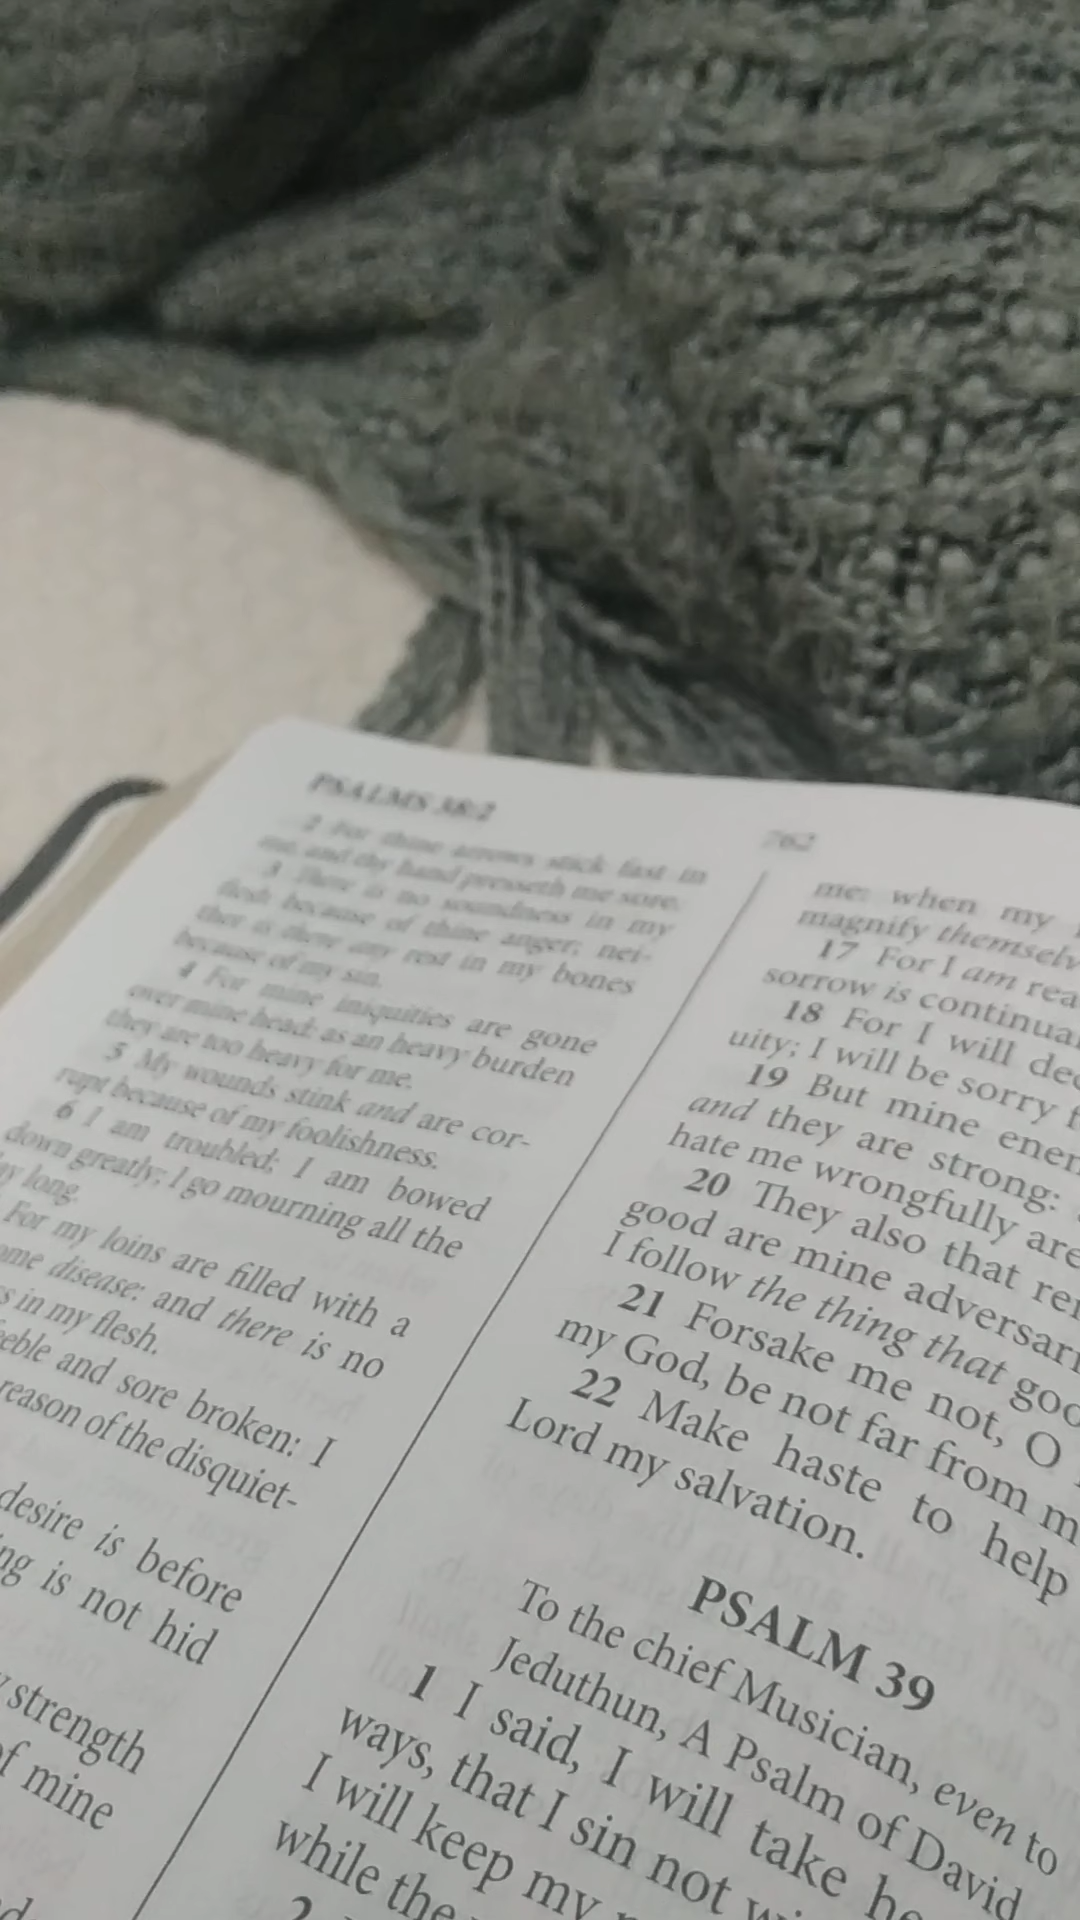 PSALMS 38:2
762
2 For thine arrows stick fast in
me, and thy hand presseth me sore.
3 There is no soundness in my
flesh because of thine anger; nei-
ther is there any rest in my bones
because of my sin.
4 For mine iniquities are gone
over mine head: as an heavy burden
they are too heavy for me.
5 My wounds stink and are cor-
rupt because of my foolishness.
6 I am troubled; I am bowed
down greatly; I go mourning all the
long.
For my loins are filled with a
disease: and there is no
in my flesh.
and sore broken: I
reason of the disquiet-
desire is before
is not hid
strength
mine
me: when my
magnify
17 For I am
sorrow is
18 For I will
I will be sorry
19 But mine
and they are strong:
hate me wrongfully are
20 They also that
good are mine
I follow the thing that
21 Forsake me not, O
my God, be not far from
22 Make haste to help
Lord my salvation.
PSALM 39
To the chief Musician, even to
Jeduthun, A Psalm of David
1 I said, I will take
ways, that I sin not
I will keep my
while the
2